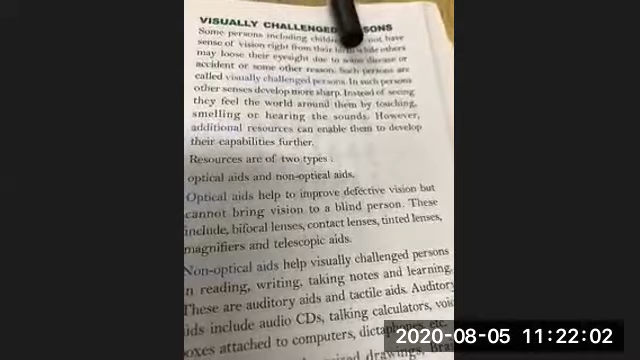 VISUALLY CHALLENGED SONS
Some persons including not have
sense of vision right from their while others
may loose their eyesight due to some disease or
accident or some other reason. Such persons are
called visually challenged persons. In such persons
other senses develop more sharp. Instead of seeing
they feel the world around them by touching,
smelling or hearing the sounds. However,
additional resources can enable them to develop
their capabilities further.
Resources are of two types :
optical aids and non-optical aids.
Optical aids help to improve defective vision but
cannot bring vision to a blind person. These
include, bifocal lenses, contact lenses, tinted lenses,
magnifiers and telescopic aids.
Non-optical aids help visually challenged persons
in reading, writing, taking notes and learning.
These are auditory aids and tactile aids. Auditory
aids include audio CDs, talking calculators,
boxes attached to computers, etc.
drawings,
2020-08-05 11:22:02